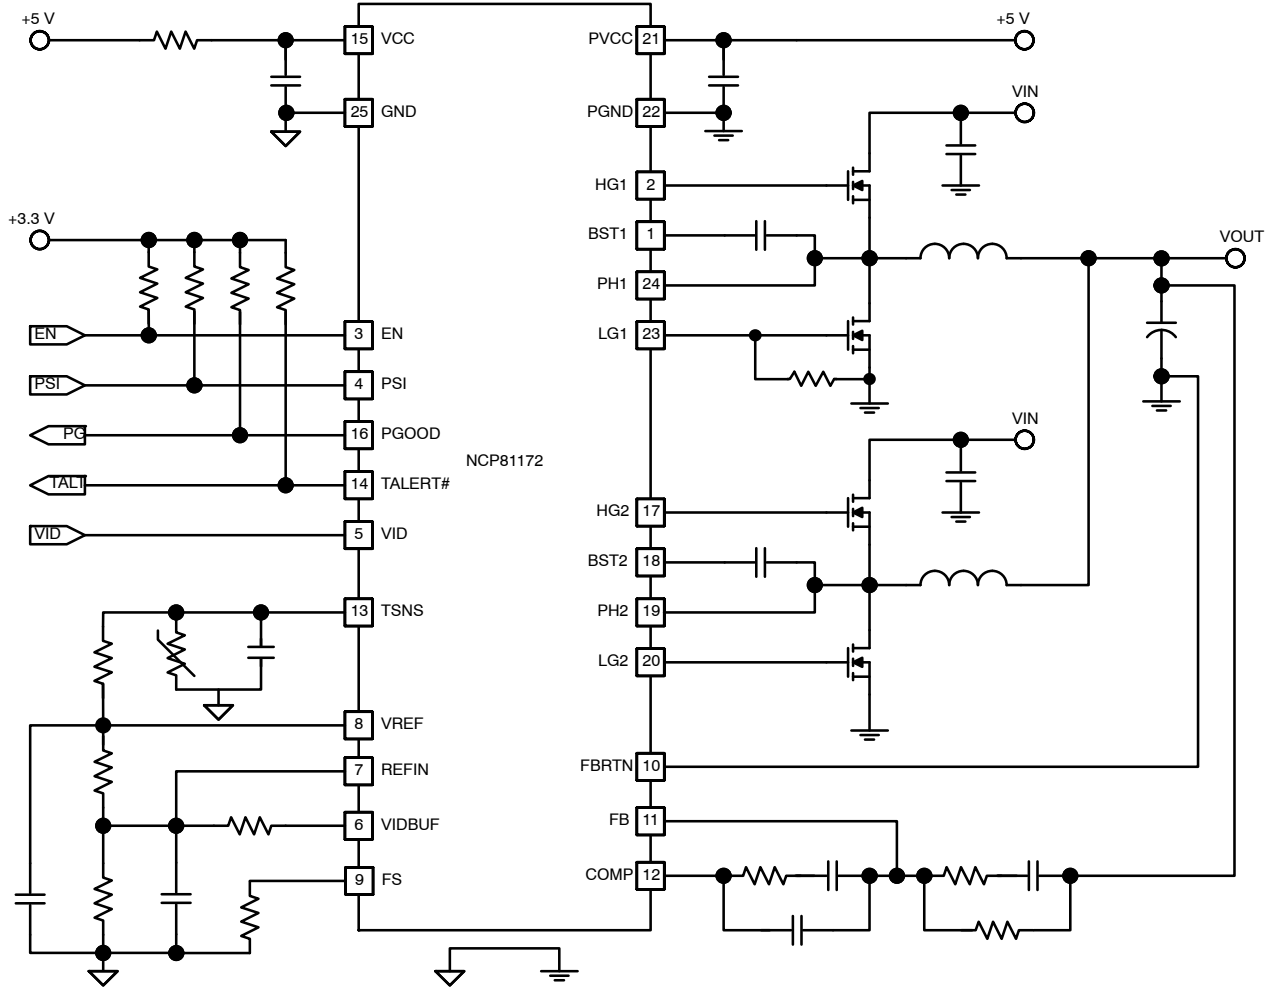 +5 V
+5 V
15 VCC
PVCC 21
VIN
25 GND
PGND 22
HG1 2
+3.3 V
BST1 1
VOUT
PH1 24
EN
3 EN
LG1 23
PSI
4 PSI
VIN
PG
16 PGOOD
NCP81172
TALT
14 TALERT#
HG2 17
VID
5 VID
BST2 18
13 TSNS
PH2 19
LG2 20
8 VREF
7 REFIN
FBRTN 10
6 VIDBUF
FB 11
9 FS
COMP 12